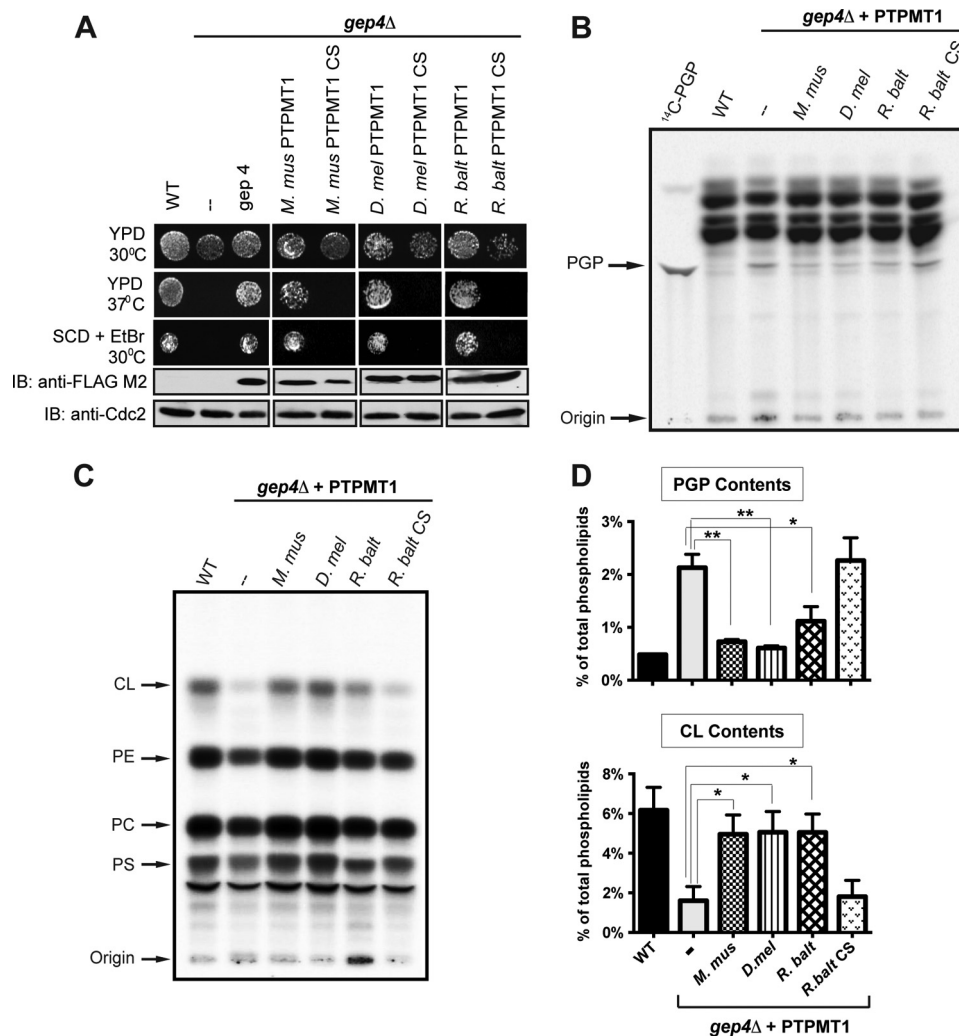 A
gep4Δ
WT
--
gep 4
M. mus PTPMT1
M. mus PTPMT1 CS
D. mel PTPMT1
D. mel PTPMT1 CS
R. balt PTPMT1
R. balt PTPMT1 CS
YPD
30⁰C
YPD
37⁰C
SCD + EtBr
30⁰C
IB: anti-FLAG M2
IB: anti-Cdc2
B
gep4Δ + PTPMT1
¹⁴C-PGP
WT
--
M. mus
D. mel
R. balt
R. balt CS
PGP
Origin
C
gep4Δ + PTPMT1
WT
--
M. mus
D. mel
R. balt
R. balt CS
CL
PE
PC
PS
Origin
D
PGP Contents
% of total phospholipids
3%
2%
1%
0%
**
**
*
CL Contents
% of total phospholipids
8%
6%
4%
2%
0%
*
*
*
WT
-
M. mus
D.mel
R. balt
R.balt CS
gep4Δ + PTPMT1